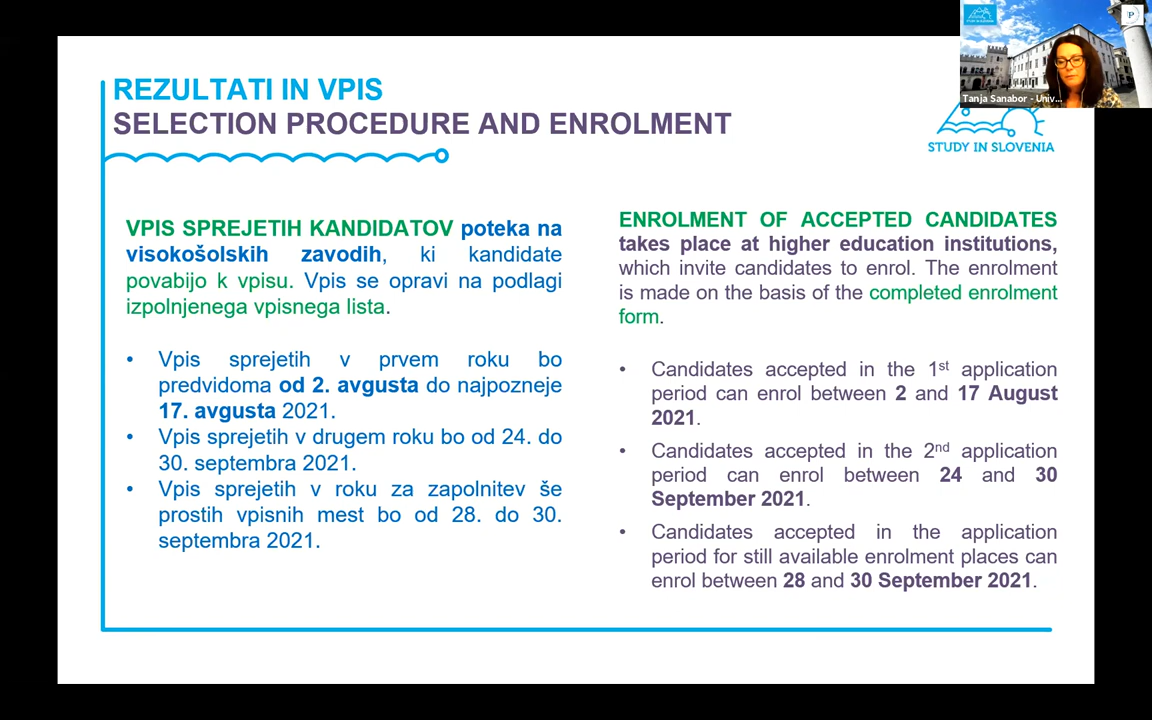 REZULTATI IN VPIS
SELECTION PROCEDURE AND ENROLMENT
Tanja Sanabor - Univ...
STUDY IN SLOVENIA
VPIS SPREJETIH KANDIDATOV poteka na
visokošolskih zavodih, ki kandidate
povabijo k vpisu. Vpis se opravi na podlagi
izpolnjenega vpisnega lista.
• Vpis sprejetih v prvem roku bo
predvidoma od 2. avgusta do najpozneje
17. avgusta 2021.
• Vpis sprejetih v drugem roku bo od 24. do
30. septembra 2021.
• Vpis sprejetih v roku za zapolnitev še
prostih vpisnih mest bo od 28. do 30.
septembra 2021.
ENROLMENT OF ACCEPTED CANDIDATES
takes place at higher education institutions,
which invite candidates to enrol. The enrolment
is made on the basis of the completed enrolment
form.
• Candidates accepted in the 1st application
period can enrol between 2 and 17 August
2021.
• Candidates accepted in the 2nd application
period can enrol between 24 and 30
September 2021.
• Candidates accepted in the application
period for still available enrolment places can
enrol between 28 and 30 September 2021.